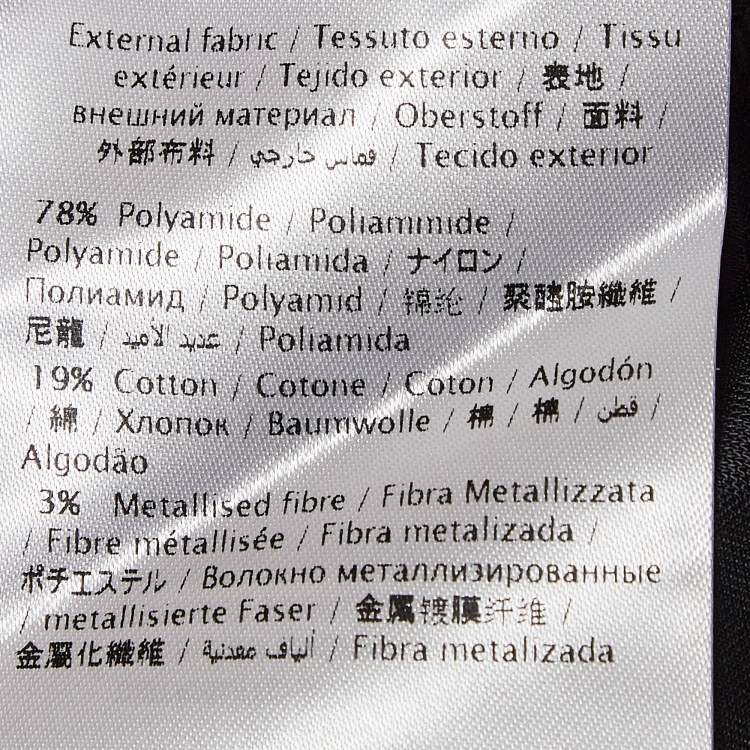 External fabric / Tessuto esterno / Tissu
extérieur / Tejido exterior / 表地 /
внешний материал / Oberstoff / 面料 /
外部布料 / قماش خارجي / Tecido exterior
78% Polyamide / Poliammide /
Polyamide / Poliamida / ナイロン /
Полиамид / Polyamid / 锦纶 / 聚醯胺纖維 /
尼龍 / عديد الأميد / Poliamida
19% Cotton / Cotone / Coton / Algodón
/ 綿 / Хлопок / Baumwolle / 棉 / 棉 / قطن /
Algodão
3% Metallised fibre / Fibra Metallizzata
/ Fibre métallisée / Fibra metalizada /
ポチエステル / Волокно металлизированные
/ metallisierte Faser / 金属镀膜纤维 /
金屬化纖維 / ألياف معدنية / Fibra metalizada